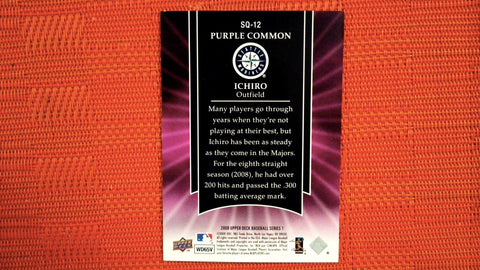 SQ-12
PURPLE COMMON
SEATTLE
MARINERS
ICHIRO
Outfield
Many players go through
years when they're not
playing at their best, but
Ichiro has been as steady
as they come in the Majors.
For the eighth straight
season (2008), he had over
200 hits and passed the .300
batting average mark.
2009 UPPER DECK BASEBALL SERIES 1
WD65V